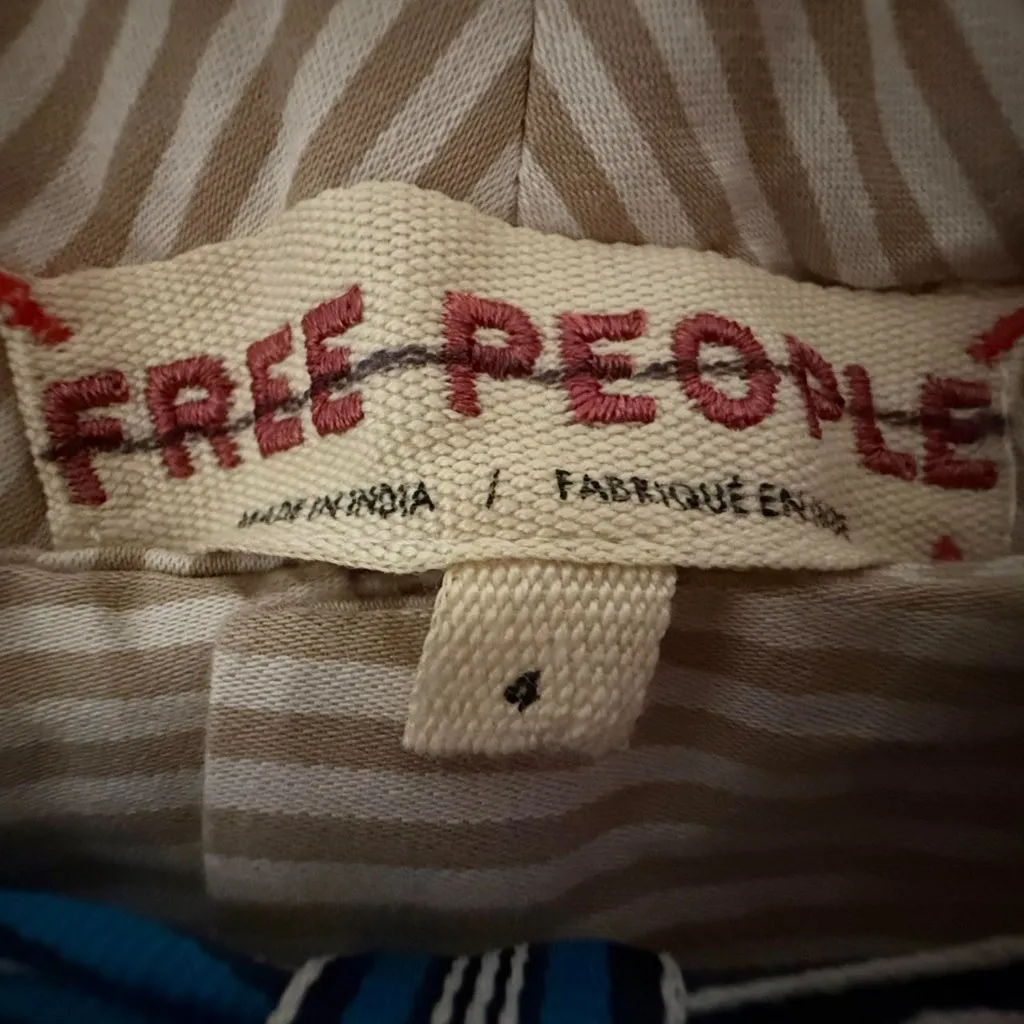 FREE PEOPLE
MADE IN INDIA / FABRIQUÉ EN
4